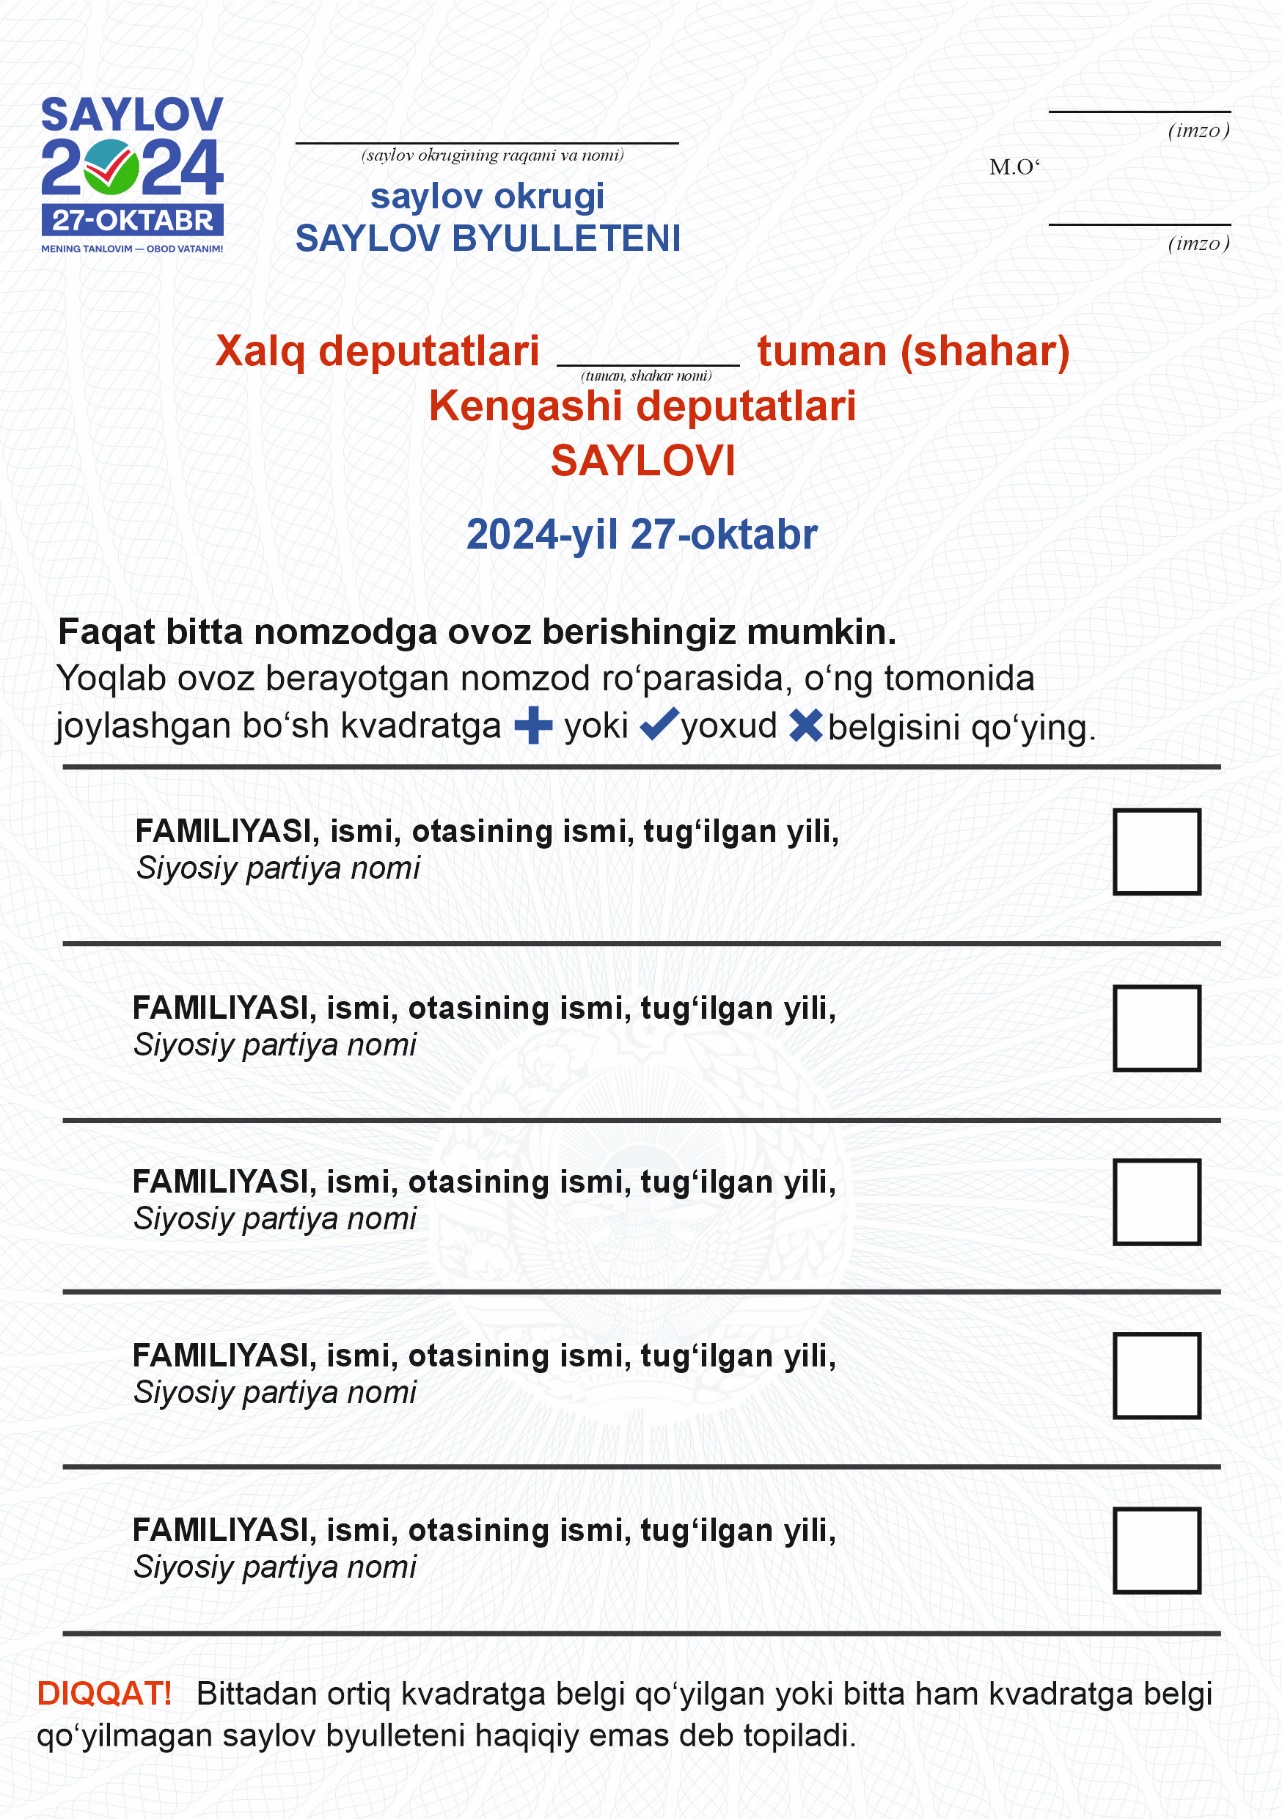 SAYLOV
2024
27-OKTABR
MENING TANLOVIM — OBOD VATANIM!
(saylov okrugining raqami va nomi)
saylov okrugi
SAYLOV BYULLETENI
(imzo)
M.O‘
(imzo)
Xalq deputatlari tuman (shahar)
(tuman, shahar nomi)
Kengashi deputatlari
SAYLOVI
2024-yil 27-oktabr
Faqat bitta nomzodga ovoz berishingiz mumkin.
Yoqlab ovoz berayotgan nomzod ro‘parasida, o‘ng tomonida
joylashgan bo‘sh kvadratga + yoki ✔ yoxud ✖ belgisini qo‘ying.
FAMILIYASI, ismi, otasining ismi, tug‘ilgan yili,
Siyosiy partiya nomi
FAMILIYASI, ismi, otasining ismi, tug‘ilgan yili,
Siyosiy partiya nomi
FAMILIYASI, ismi, otasining ismi, tug‘ilgan yili,
Siyosiy partiya nomi
FAMILIYASI, ismi, otasining ismi, tug‘ilgan yili,
Siyosiy partiya nomi
FAMILIYASI, ismi, otasining ismi, tug‘ilgan yili,
Siyosiy partiya nomi
DIQQAT! Bittadan ortiq kvadratga belgi qo‘yilgan yoki bitta ham kvadratga belgi
qo‘yilmagan saylov byulleteni haqiqiy emas deb topiladi.